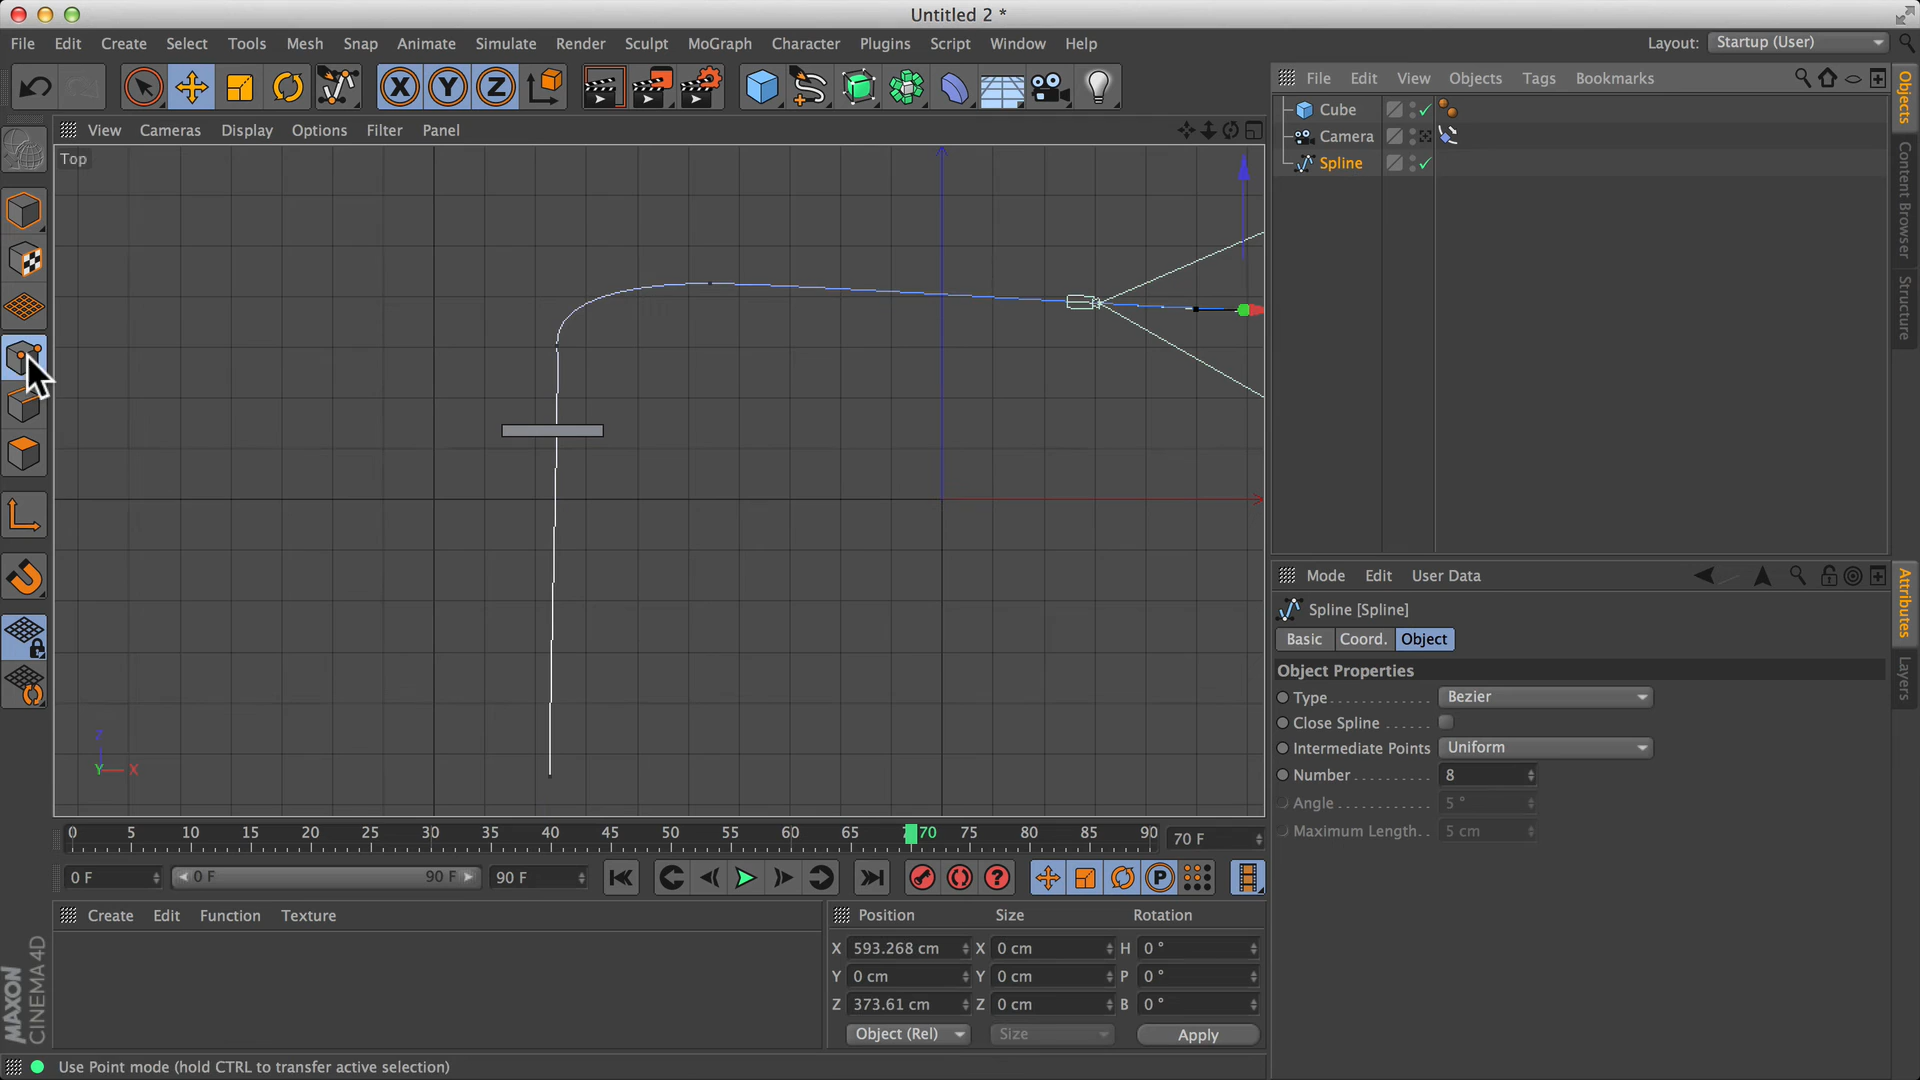 Untitled 2 *
File Edit Create Select Tools Mesh Snap Animate Simulate Render Sculpt MoGraph Character Plugins Script Window Help Layout: Startup (User)
X Y Z
File Edit View Objects Tags Bookmarks
Cube
Camera
Spline
View Cameras Display Options Filter Panel
Top
Z
Y X
Objects
Content Browser
Structure
Attributes
Layers
Mode Edit User Data
Spline [Spline]
Basic Coord. Object
Object Properties
Type Bezier
Close Spline
Intermediate Points Uniform
Number 8
Angle 5 °
Maximum Length 5 cm
0 5 10 15 20 25 30 35 40 45 50 55 60 65 70 75 80 85 90 70 F
0 F 0 F 90 F 90 F P
Create Edit Function Texture
Position Size Rotation
X 593.268 cm X 0 cm H 0 °
Y 0 cm Y 0 cm P 0 °
Z 373.61 cm Z 0 cm B 0 °
Object (Rel) Size Apply
MAXON
CINEMA 4D
Use Point mode (hold CTRL to transfer active selection)